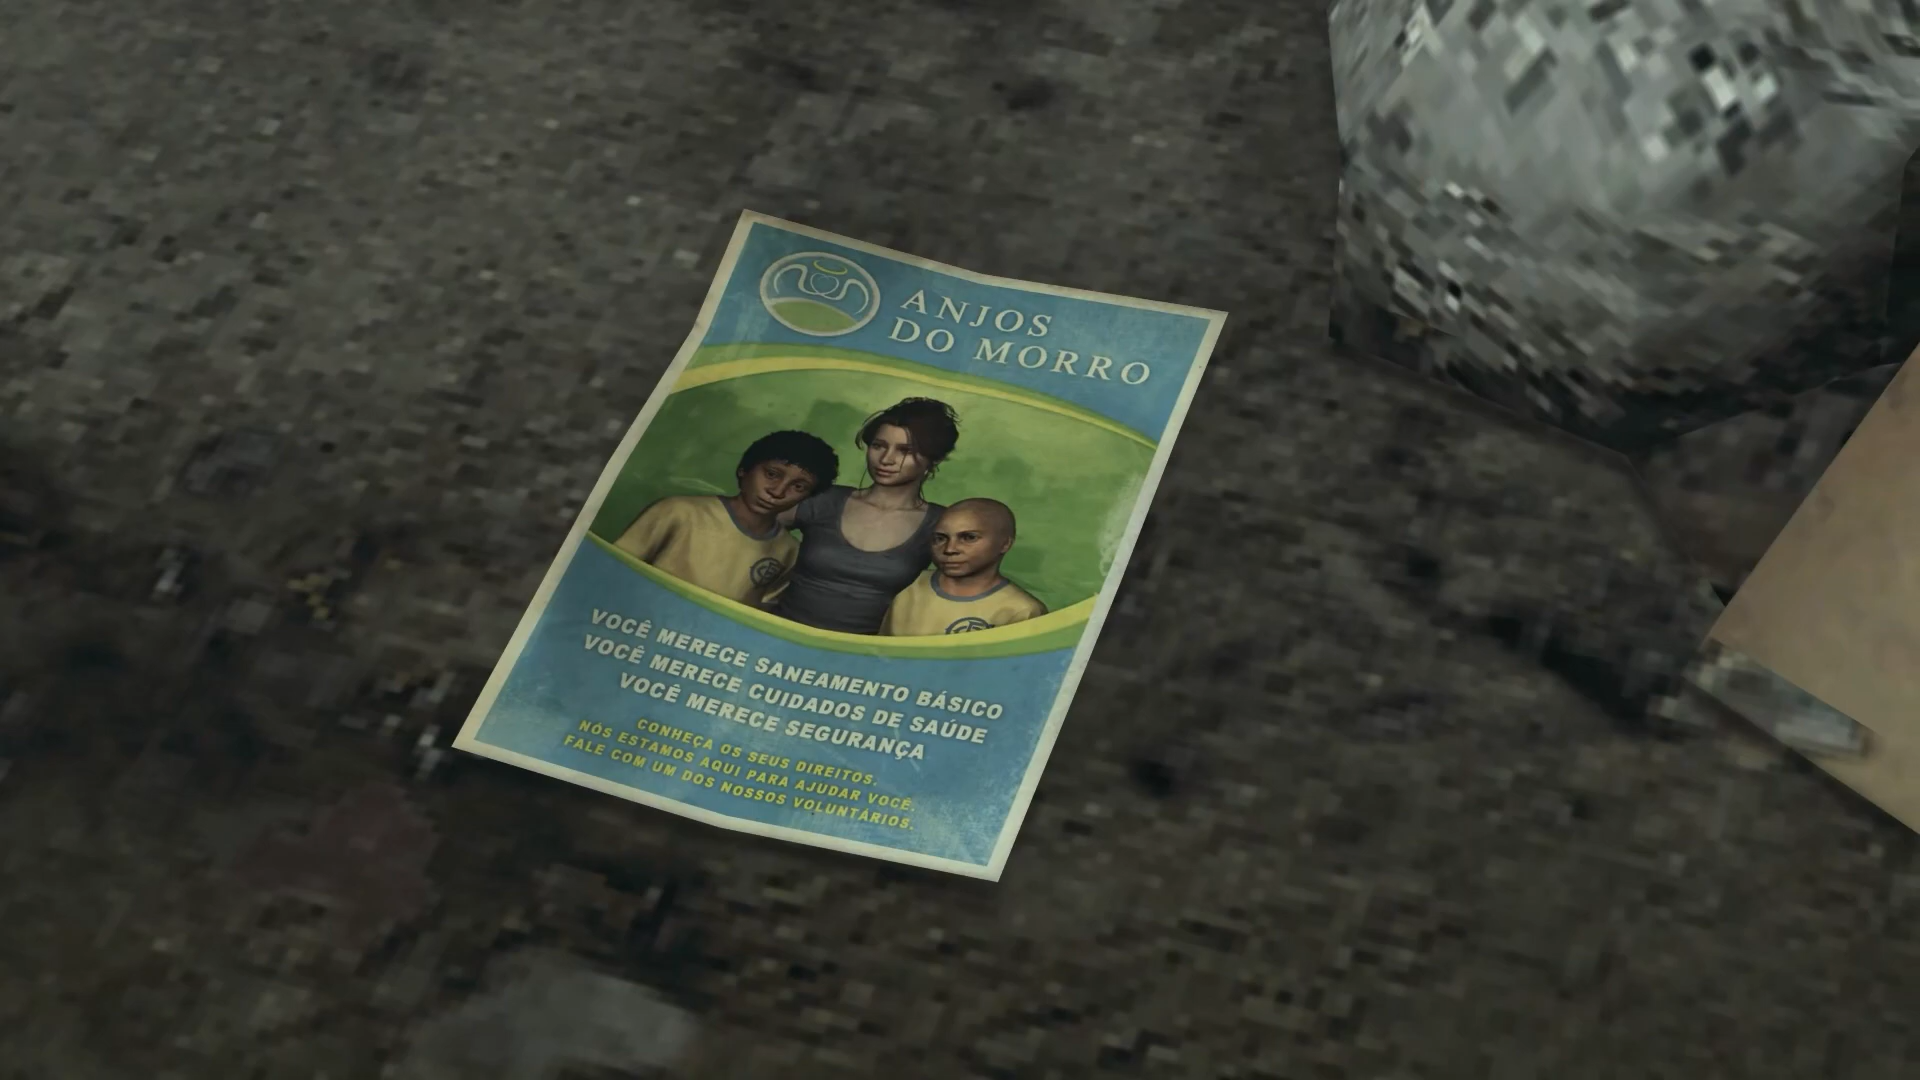 ANJOS
DO MORRO
VOCÊ MERECE SANEAMENTO BÁSICO
VOCÊ MERECE CUIDADOS DE SAÚDE
VOCÊ MERECE SEGURANÇA
CONHEÇA OS SEUS DIREITOS.
NÓS ESTAMOS AQUI PARA AJUDAR VOCÊ.
FALE COM UM DOS NOSSOS VOLUNTÁRIOS.